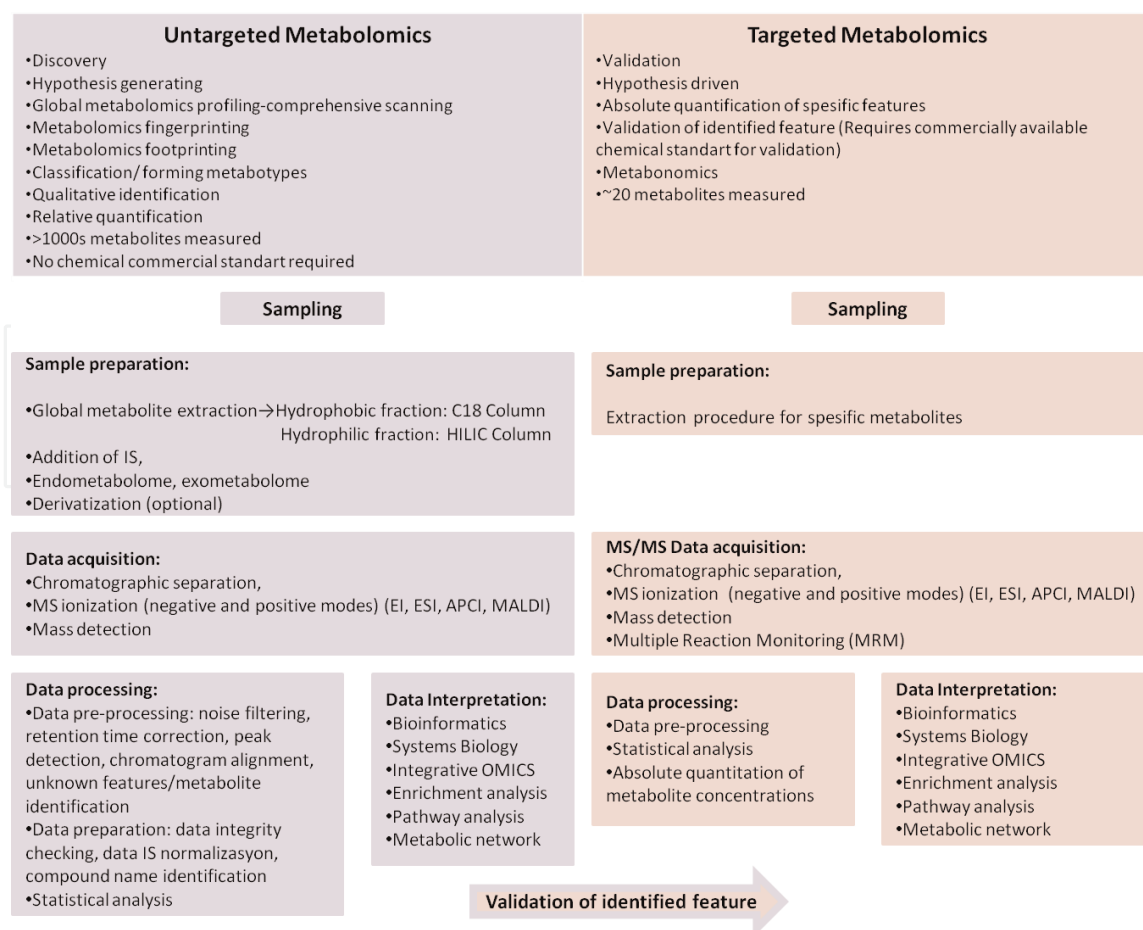 Untargeted Metabolomics
•Discovery
•Hypothesis generating
•Global metabolomics profiling-comprehensive scanning
•Metabolomics fingerprinting
•Metabolomics footprinting
•Classification/ forming metabotypes
•Qualitative identification
•Relative quantification
•>1000s metabolites measured
•No chemical commercial standart required
Targeted Metabolomics
•Validation
•Hypothesis driven
•Absolute quantification of spesific features
•Validation of identified feature (Requires commercially available
chemical standart for validation)
•Metabonomics
•~20 metabolites measured
Sampling
Sampling
Sample preparation:
•Global metabolite extraction→Hydrophobic fraction: C18 Column
Hydrophilic fraction: HILIC Column
•Addition of IS,
•Endometabolome, exometabolome
•Derivatization (optional)
Sample preparation:
Extraction procedure for spesific metabolites
Data acquisition:
•Chromatographic separation,
•MS ionization (negative and positive modes) (EI, ESI, APCI, MALDI)
•Mass detection
MS/MS Data acquisition:
•Chromatographic separation,
•MS ionization (negative and positive modes) (EI, ESI, APCI, MALDI)
•Mass detection
•Multiple Reaction Monitoring (MRM)
Data processing:
•Data pre-processing: noise filtering,
retention time correction, peak
detection, chromatogram alignment,
unknown features/metabolite
identification
•Data preparation: data integrity
checking, data IS normalizasyon,
compound name identification
•Statistical analysis
Data Interpretation:
•Bioinformatics
•Systems Biology
•Integrative OMICS
•Enrichment analysis
•Pathway analysis
•Metabolic network
Data processing:
•Data pre-processing
•Statistical analysis
•Absolute quantitation of
metabolite concentrations
Data Interpretation:
•Bioinformatics
•Systems Biology
•Integrative OMICS
•Enrichment analysis
•Pathway analysis
•Metabolic network
Validation of identified feature